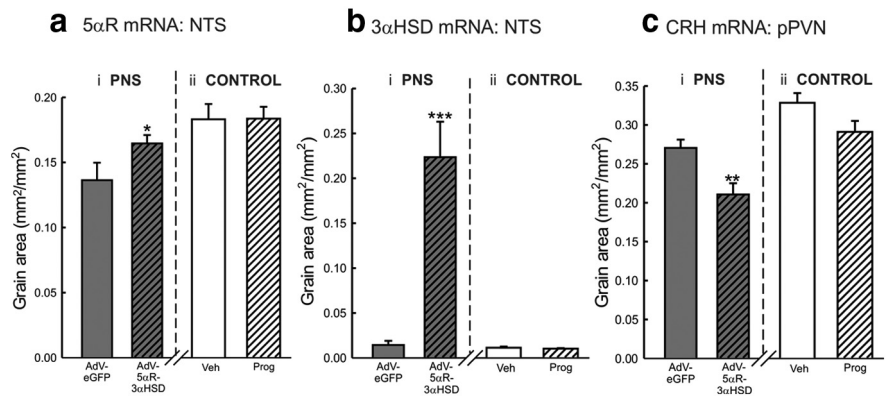 a 5αR mRNA: NTS
i PNS ii CONTROL
Grain area (mm²/mm²)
0.20
0.15
0.10
0.05
0.00
*
AdV-
eGFP
AdV-
5αR-
3αHSD
Veh
Prog
b 3αHSD mRNA: NTS
i PNS ii CONTROL
Grain area (mm²/mm²)
0.30
0.25
0.20
0.15
0.10
0.05
0.00
***
AdV-
eGFP
AdV-
5αR-
3αHSD
Veh
Prog
c CRH mRNA: pPVN
i PNS ii CONTROL
Grain area (mm²/mm²)
0.35
0.30
0.25
0.20
0.15
0.10
0.05
0.00
**
AdV-
eGFP
AdV-
5αR-
3αHSD
Veh
Prog